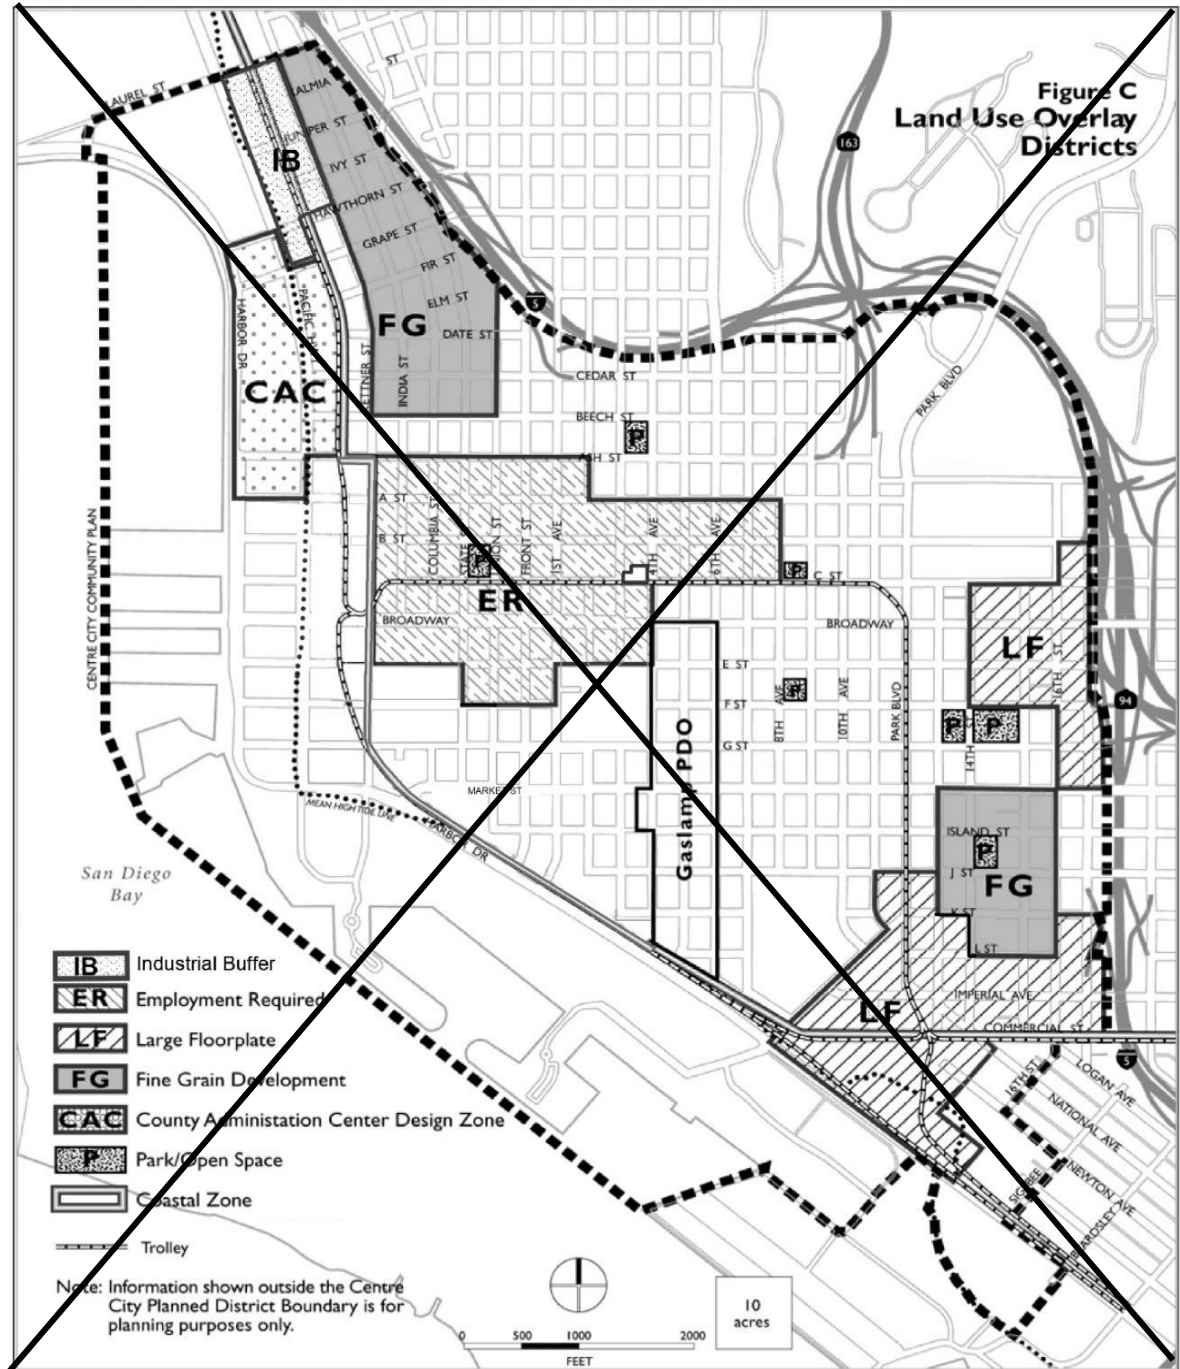 Figure C
Land Use Overlay
Districts
LAUREL ST
ST
JUNIPER ST
IB
IVY ST
HAWTHORN ST
GRAPE ST
FIR ST
ELM ST
DATE ST
FG
163
5
HARBOR DR
CAC
INDIA ST
CEDAR ST
BEECH ST
P
ASH ST
PARK BLVD
A ST
B ST
COLUMBIA ST
STATE
FRONT ST
1ST AVE
4TH AVE
6TH AVE
P
P
C ST
ER
BROADWAY
BROADWAY
CENTRE CITY COMMUNITY PLAN
LF
16TH ST
E ST
F ST
G ST
8TH AVE
P
10TH AVE
PARK BLVD
P
P
14TH
94
Gaslamp PDO
MARKET ST
MEAN HIGH TIDE LINE
HARBOR DR
ISLAND ST
P
J ST
FG
K ST
L ST
San Diego
Bay
LF
IMPERIAL AVE
COMMERCIAL ST
5
16TH ST
LOGAN AVE
NATIONAL AVE
NEWTON AVE
SIGSBEE
BEARDSLEY
IB Industrial Buffer
ER Employment Required
LF Large Floorplate
FG Fine Grain Development
CAC County Administation Center Design Zone
P Park/Open Space
Coastal Zone
Trolley
Note: Information shown outside the Centre
City Planned District Boundary is for
planning purposes only.
10
acres
0 500 1000 2000
FEET